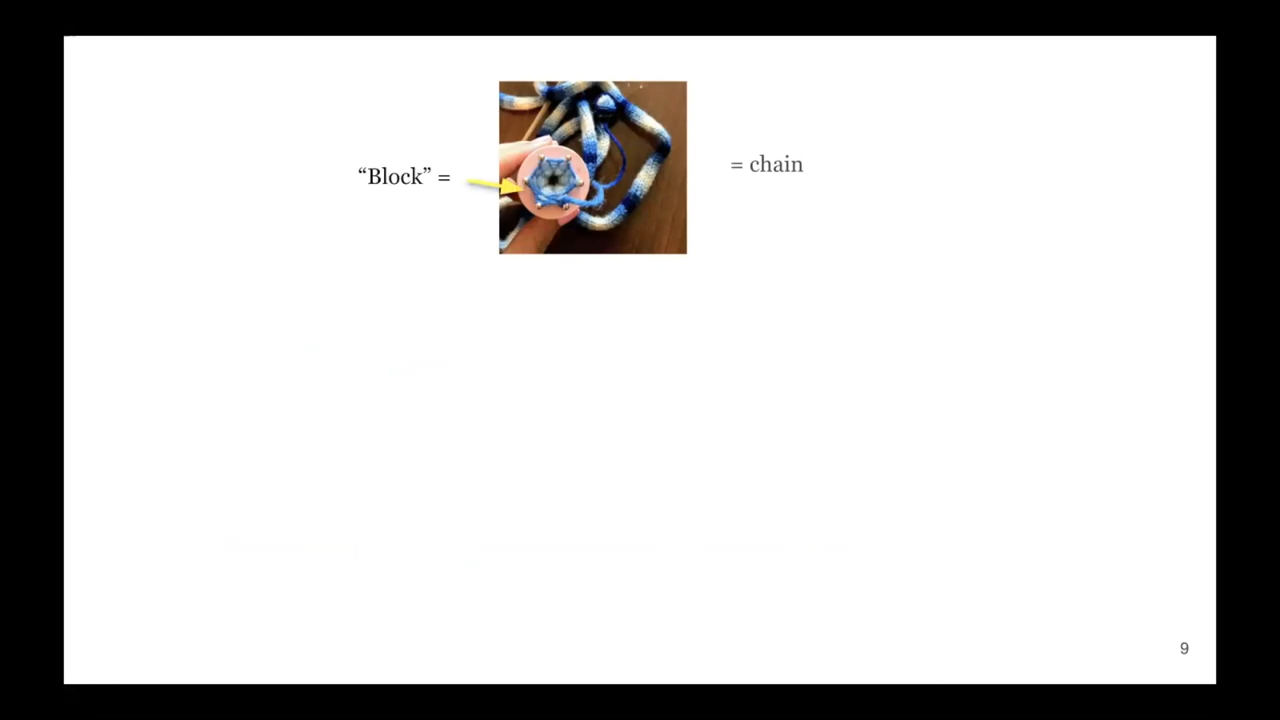 “Block” =
= chain
9